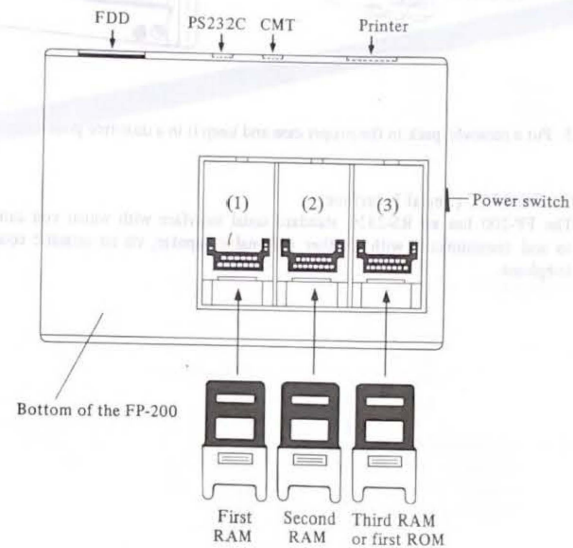 FDD
PS232C CMT Printer
(1) (2) (3)
Power switch
Bottom of the FP-200
First RAM
Second RAM
Third RAM
or first ROM